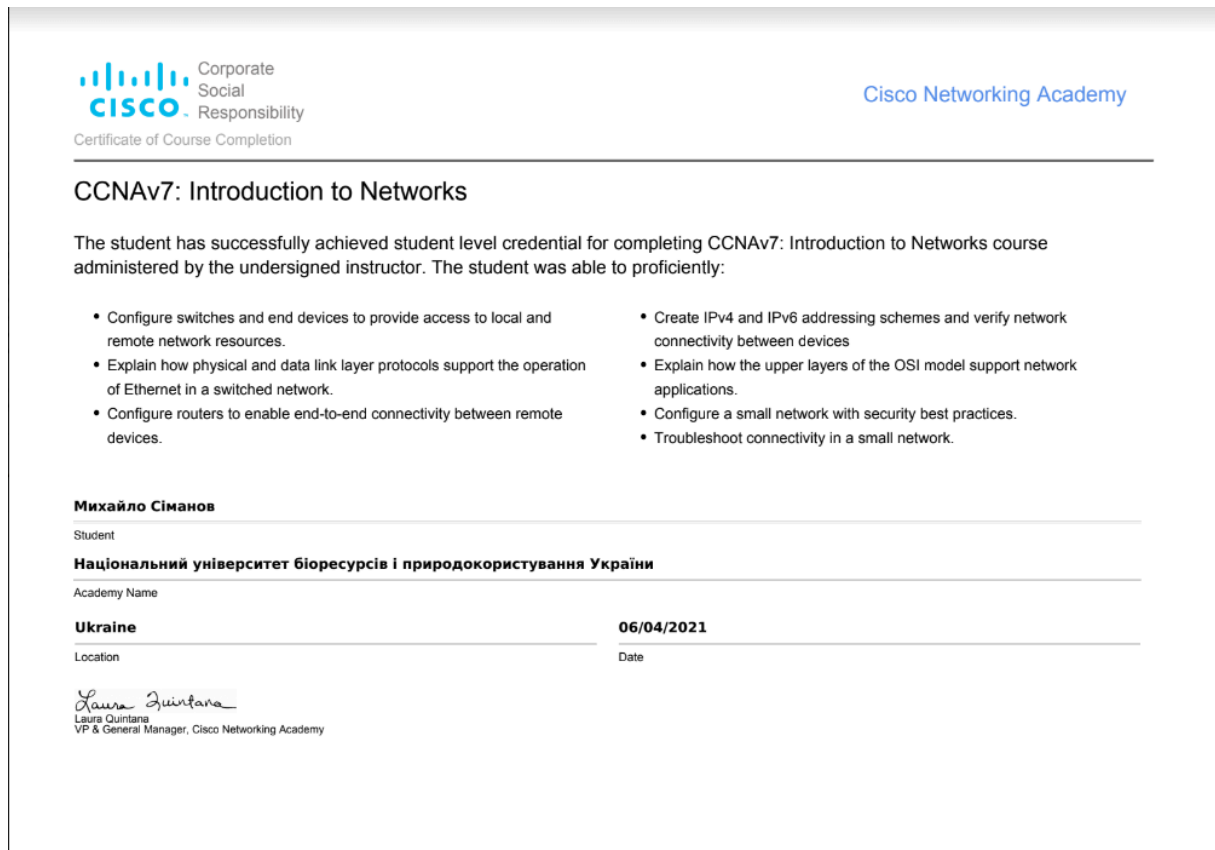 Corporate
Social
CISCO Responsibility
Cisco Networking Academy
Certificate of Course Completion
CCNAv7: Introduction to Networks
The student has successfully achieved student level credential for completing CCNAv7: Introduction to Networks course
administered by the undersigned instructor. The student was able to proficiently:
• Configure switches and end devices to provide access to local and
remote network resources.
• Explain how physical and data link layer protocols support the operation
of Ethernet in a switched network.
• Configure routers to enable end-to-end connectivity between remote
devices.
• Create IPv4 and IPv6 addressing schemes and verify network
connectivity between devices
• Explain how the upper layers of the OSI model support network
applications.
• Configure a small network with security best practices.
• Troubleshoot connectivity in a small network.
Михайло Сіманов
Student
Національний університет біоресурсів і природокористування України
Academy Name
Ukraine
Location
06/04/2021
Date
Laura Quintana
Laura Quintana
VP & General Manager, Cisco Networking Academy